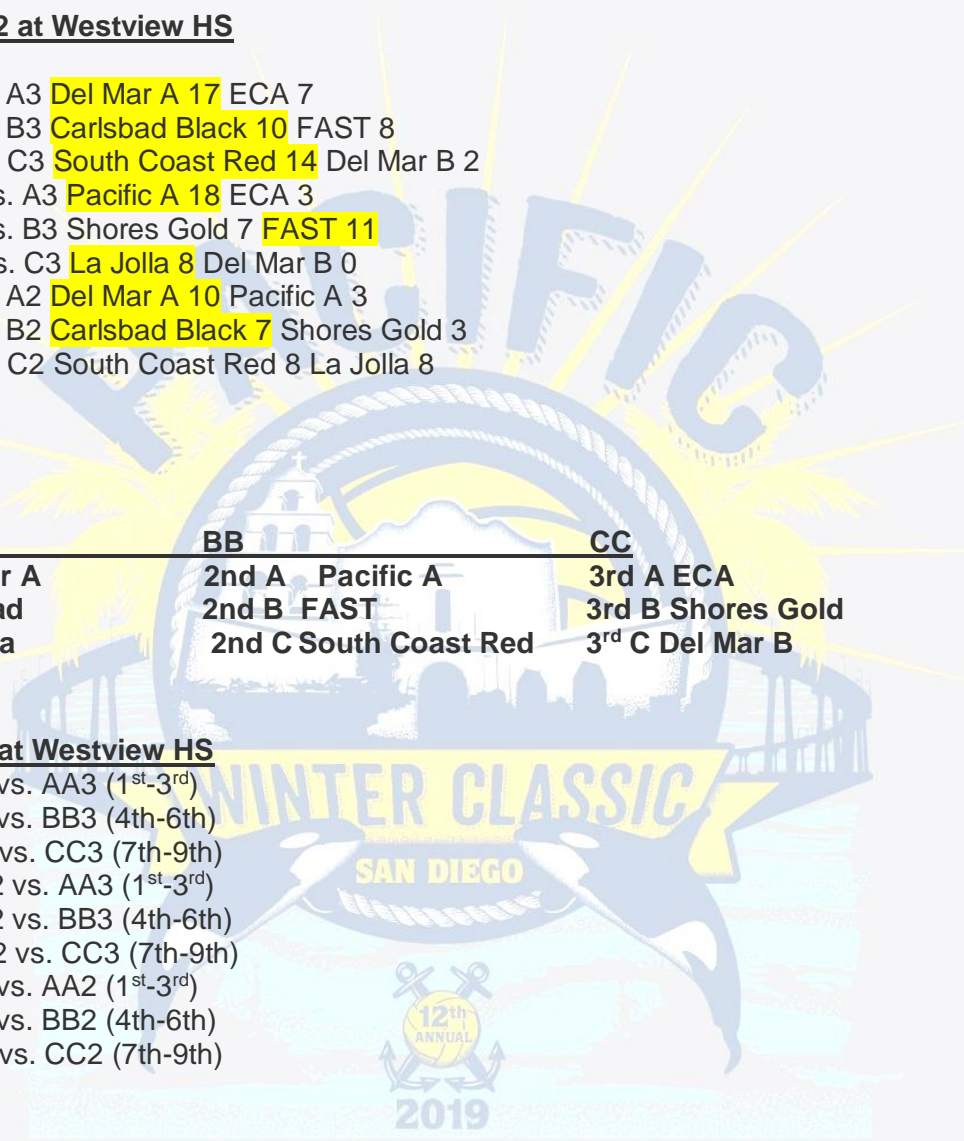 2 at Westview HS
A3 Del Mar A 17 ECA 7
B3 Carlsbad Black 10 FAST 8
C3 South Coast Red 14 Del Mar B 2
s. A3 Pacific A 18 ECA 3
s. B3 Shores Gold 7 FAST 11
s. C3 La Jolla 8 Del Mar B 0
A2 Del Mar A 10 Pacific A 3
B2 Carlsbad Black 7 Shores Gold 3
C2 South Coast Red 8 La Jolla 8
PACIFIC
BB CC
r A 2nd A Pacific A 3rd A ECA
ad 2nd B FAST 3rd B Shores Gold
a 2nd C South Coast Red 3rd C Del Mar B
at Westview HS
vs. AA3 (1st-3rd)
vs. BB3 (4th-6th)
vs. CC3 (7th-9th)
2 vs. AA3 (1st-3rd)
2 vs. BB3 (4th-6th)
2 vs. CC3 (7th-9th)
vs. AA2 (1st-3rd)
vs. BB2 (4th-6th)
vs. CC2 (7th-9th)
WINTER CLASSIC
SAN DIEGO
12th
ANNUAL
2019